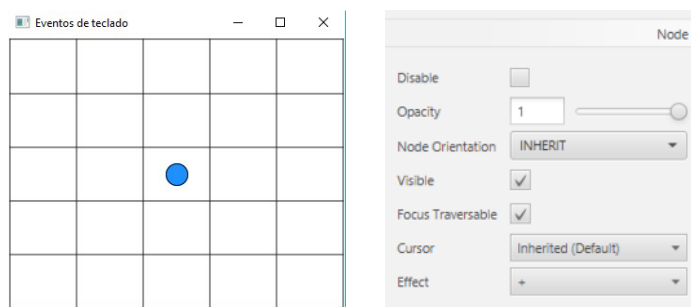 Eventos de teclado
Node
Disable
Opacity
1
Node Orientation
INHERIT
Visible
Focus Traversable
Cursor
Inherited (Default)
Effect
+